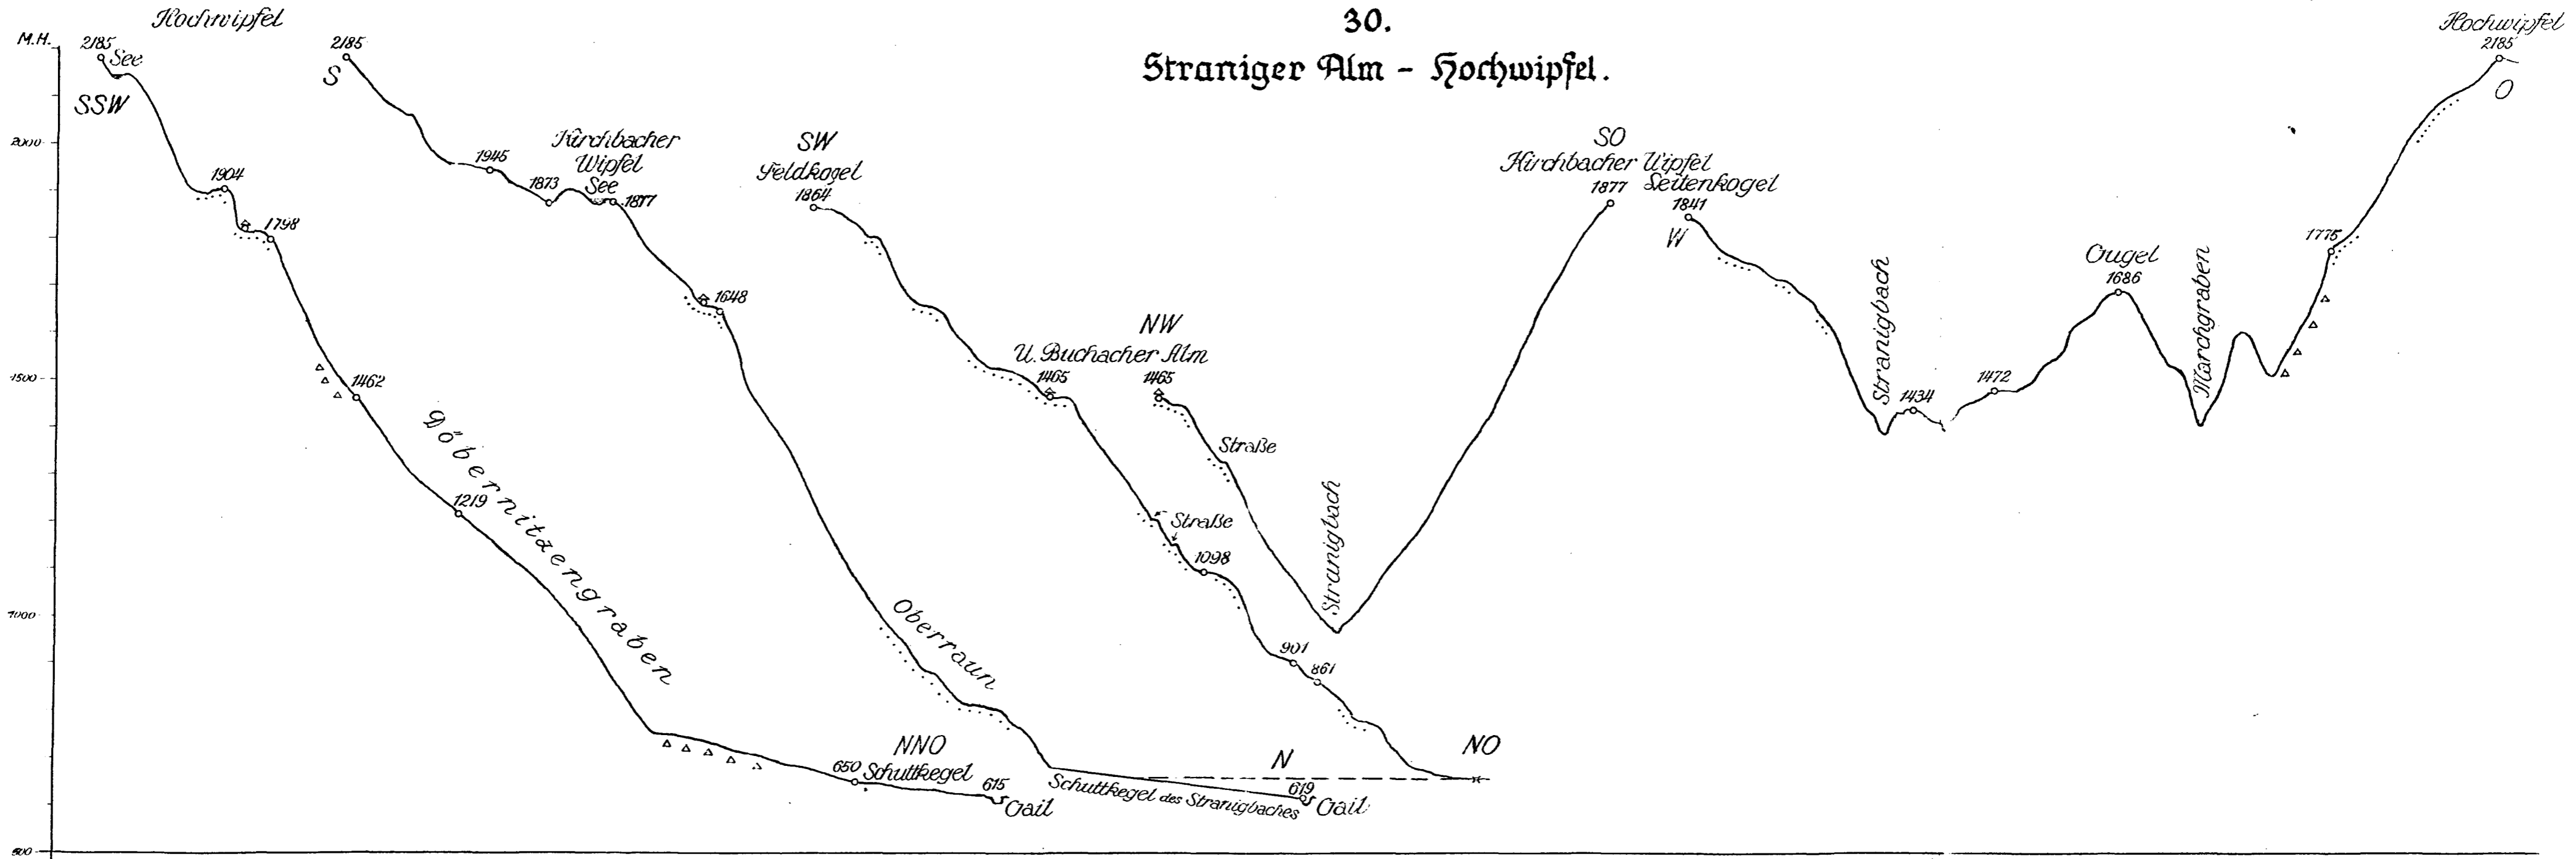 30.
Straniger Alm - Hochwipfel.
M.H.
2000
1500
1000
500
Hochwipfel
2185
See
SSW
1904
1798
1462
1219
Döbernitzengraben
650
NNO
Schuttkegel
615
Gail
2185
S
1945
1873
Kirchbacher
Wipfel
See
1877
1648
Oberraun
Schuttkegel des Stranigbaches
N
619
Gail
SW
Feldkogel
1864
U. Buchacher Alm
1465
Straße
1098
901
861
NO
NW
1465
Straße
Stranigbach
SO
Kirchbacher Wipfel
1877
Seitenkogel
1841
W
Stranigbach
1434
1472
Gugel
1686
Marchgraben
1775
Hochwipfel
2185
O